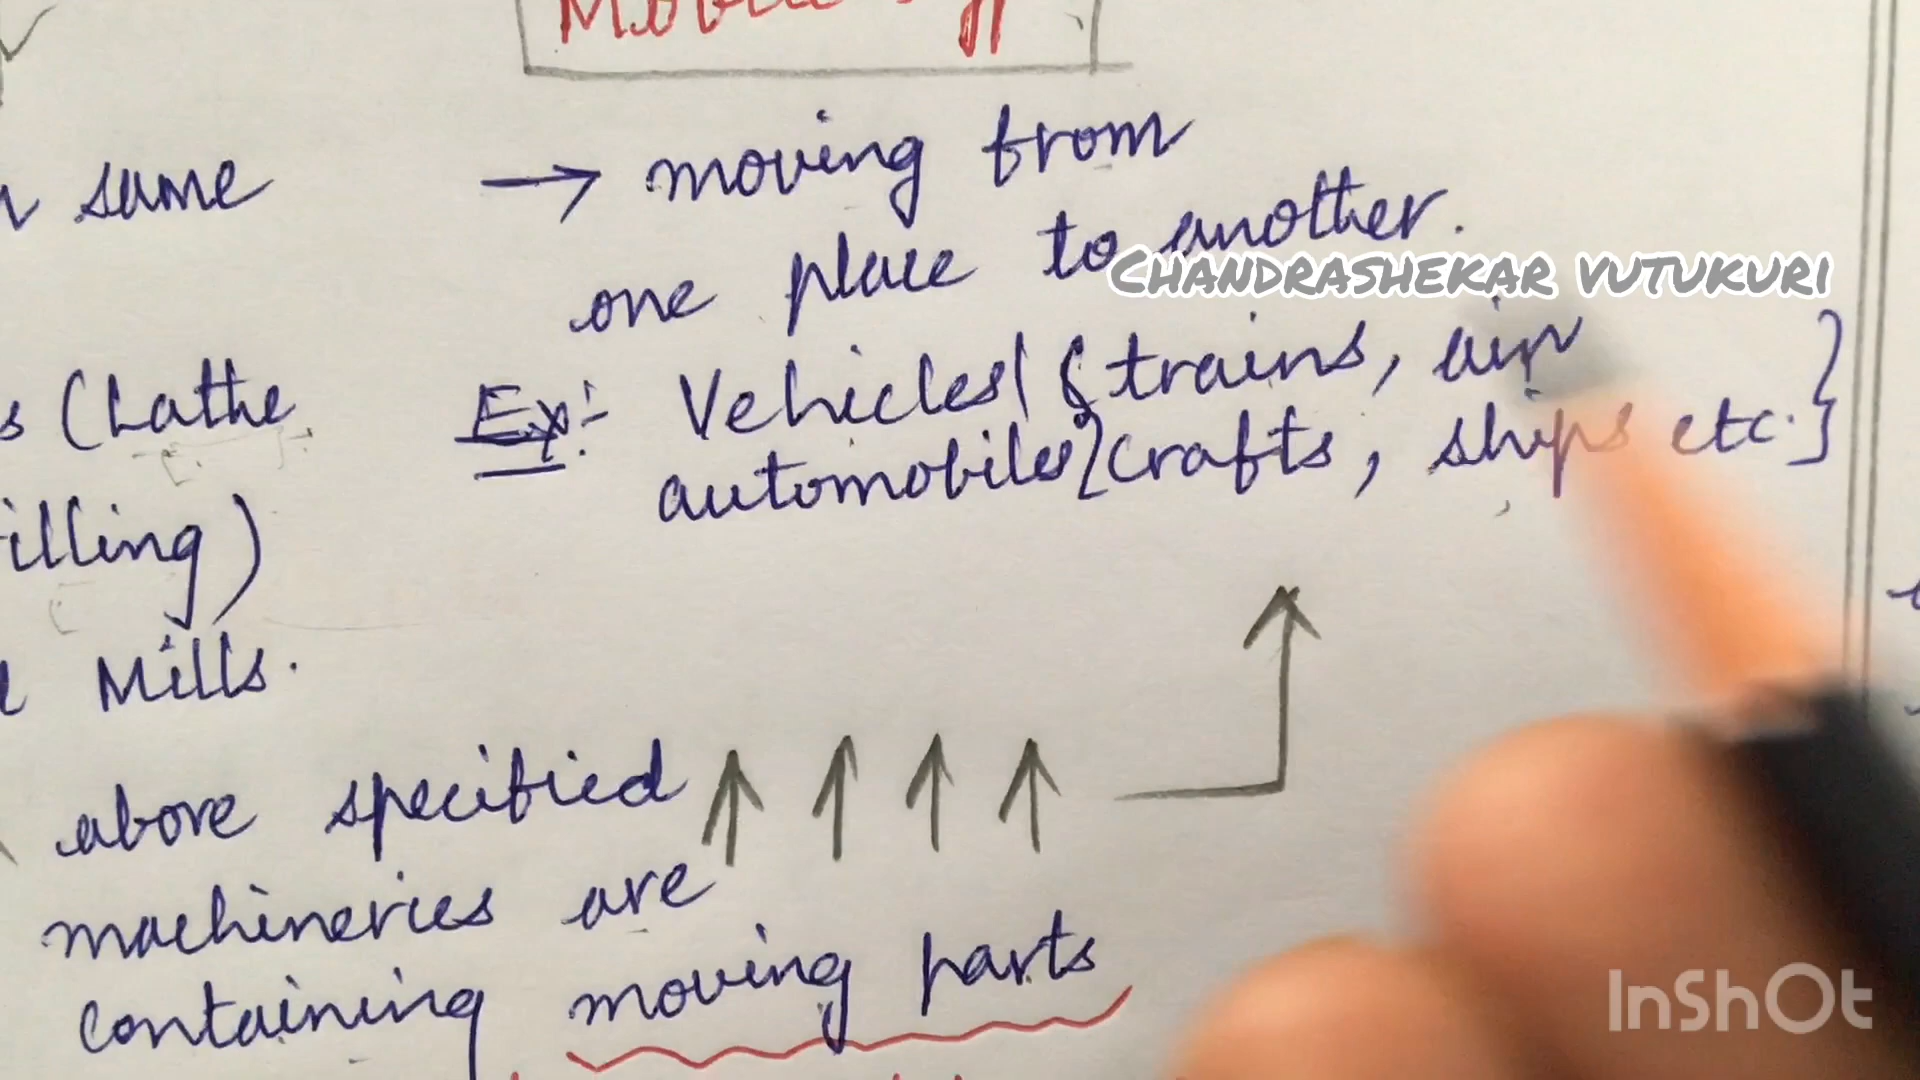 same → moving from
one place to another.
CHANDRASHEKAR VUTUKURI
(Lathe Ex:- Vehicles/ { trains, air
automobiles { crafts, ships etc. }
illing)
Mills.
above specified
machineries are
containing moving parts
InShOt